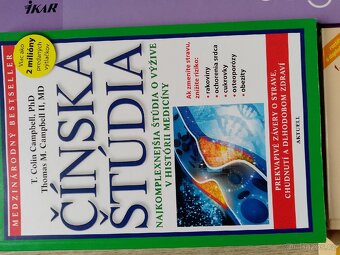 IKAR
MEDZINÁRODNÝ BESTSELLER
Viac ako
2 milióny
predaných
výtlačkov
T. Colin Campbell, PhD
Thomas M. Campbell II, MD
ČÍNSKA
ŠTÚDIA
NAJKOMPLEXNEJŠIA ŠTÚDIA O VÝŽIVE
V HISTÓRII MEDICÍNY
Ak zmeníte stravu,
znížite riziko:
• rakoviny
• ochorenia srdca
• cukrovky
• osteoporózy
• obezity
PREKVAPIVÉ ZÁVERY O STRAVE,
CHUDNUTÍ A DLHODOBOM ZDRAVÍ
AKTUELL